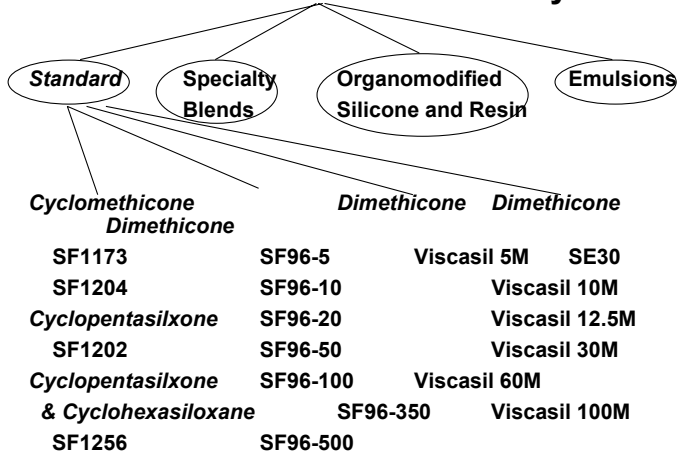 Standard Specialty Blends Organomodified Silicone and Resin Emulsions
Cyclomethicone Dimethicone Dimethicone
Dimethicone
SF1173 SF96-5 Viscasil 5M SE30
SF1204 SF96-10 Viscasil 10M
Cyclopentasilxone SF96-20 Viscasil 12.5M
SF1202 SF96-50 Viscasil 30M
Cyclopentasilxone SF96-100 Viscasil 60M
& Cyclohexasiloxane SF96-350 Viscasil 100M
SF1256 SF96-500